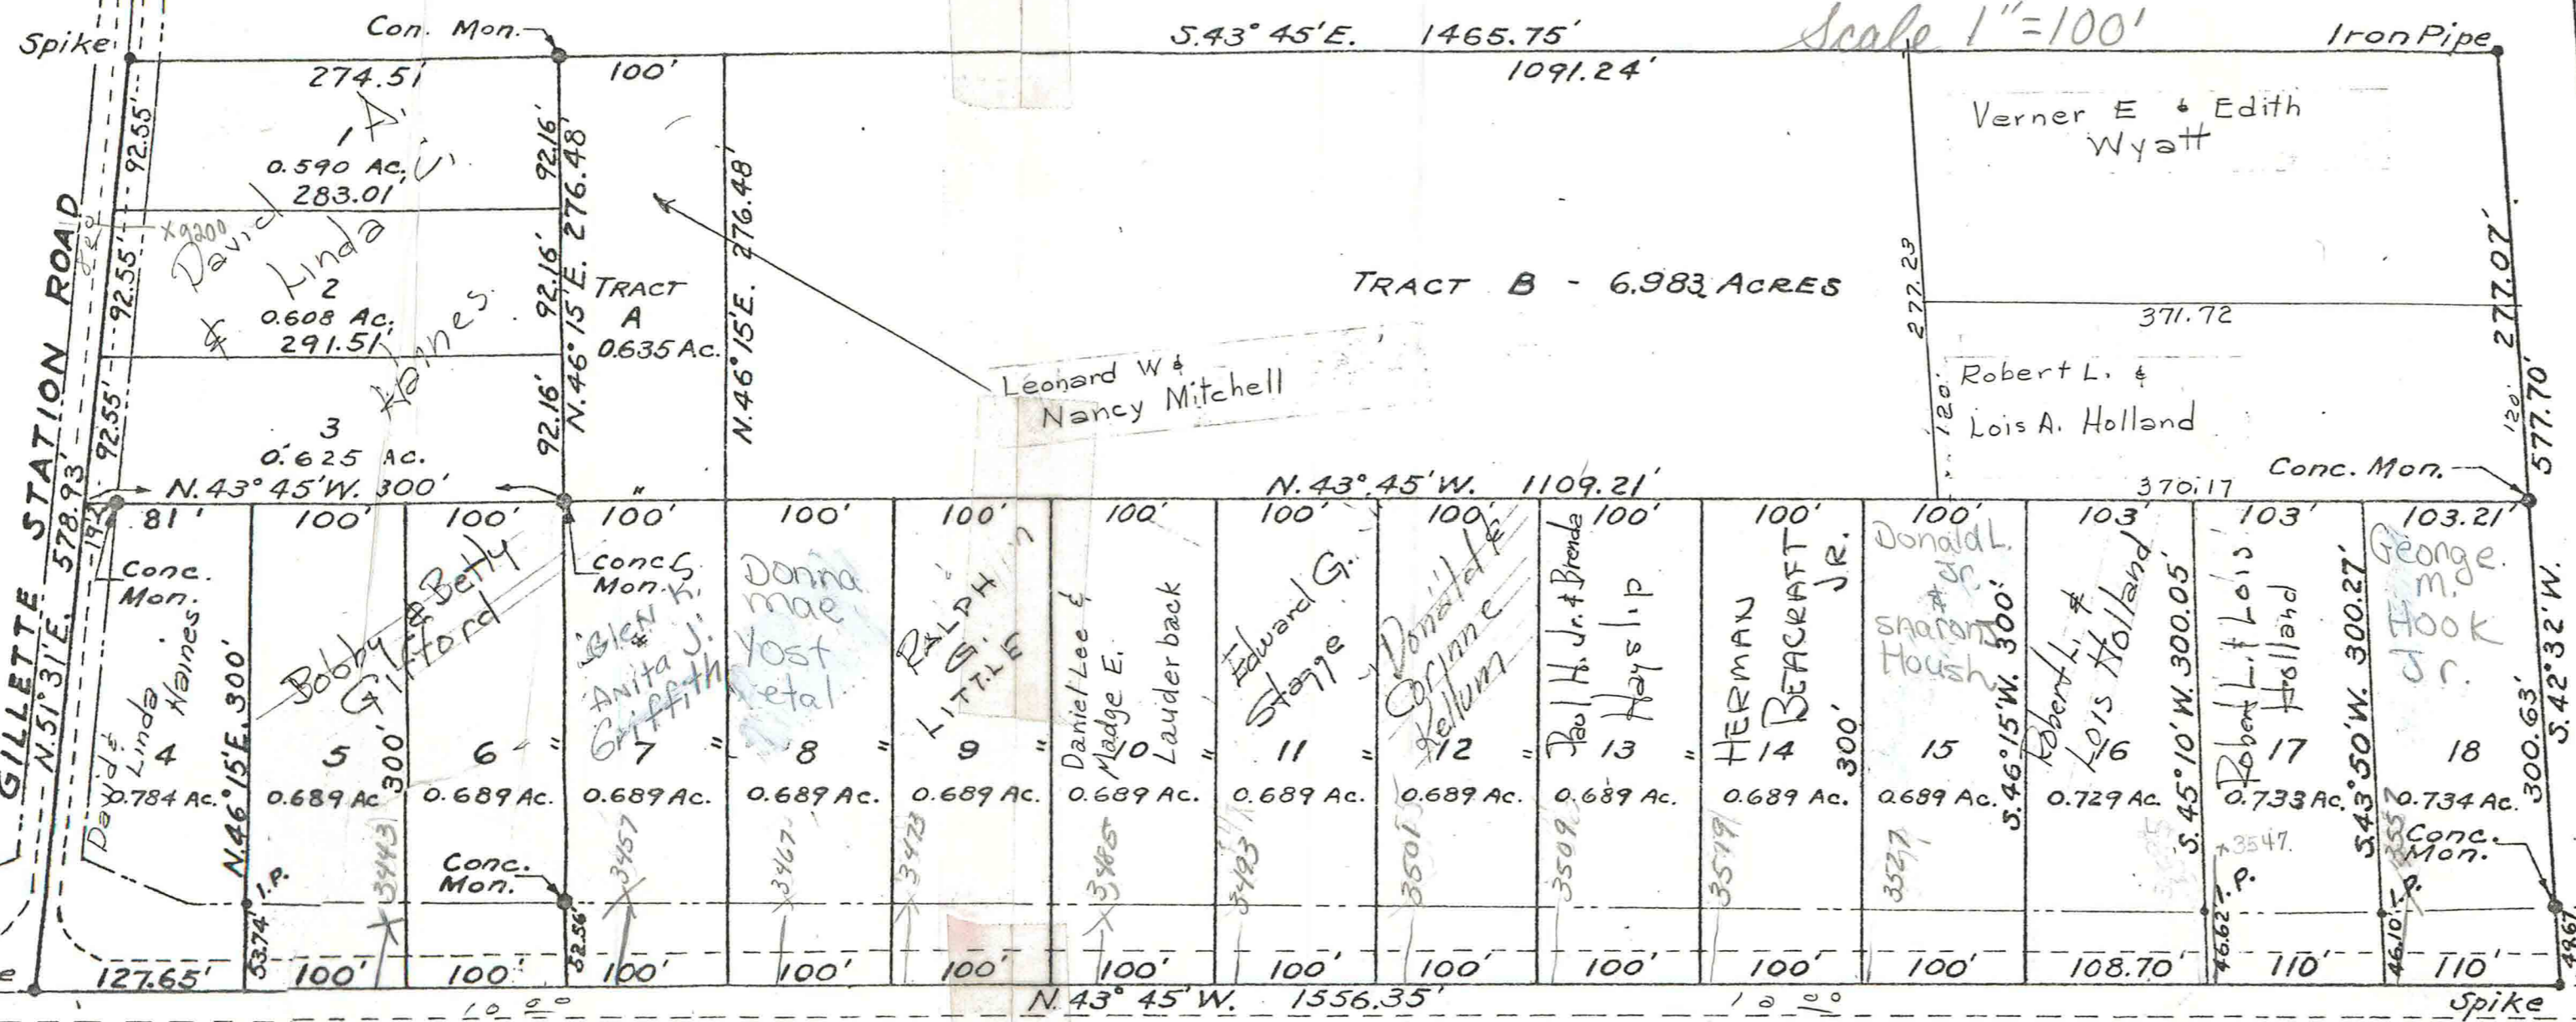 Scale 1"=100'
Spike
Con. Mon.
S.43° 45'E. 1465.75'
Iron Pipe
274.51'
100'
1091.24'
92.55'
1
0.590 Ac.
283.01'
92.16'
N.46°15'E. 276.48'
N.46°15'E. 276.48'
Verner E & Edith
Wyatt
277.23
277.07'
x9200
David
&
Linda
Haines
92.55'
2
0.608 Ac.
291.51'
92.16'
TRACT
A
0.635 Ac.
TRACT B - 6.983 ACRES
371.72
Leonard W &
Nancy Mitchell
Robert L. &
Lois A. Holland
120'
120'
577.70'
92.55'
3
0.625 Ac.
92.16'
GILLETTE STATION ROAD
N.51°31'E. 578.93'
N.43°45'W. 300'
"
N.43°45'W. 1109.21'
370.17
Conc. Mon.
81'
100'
100'
100'
100'
100'
100'
100'
100'
100'
100'
100'
103'
103'
103.21'
Conc.
Mon.
Conc.
Mon.
David &
Linda
Haines
Bobby & Betty
Gifford
Glen K.
&
Anita J.
Griffith
Donna
Mae
Yost
etal
RALPH
G.
LITTLE
Daniel Lee &
Madge E.
Lauderback
Edward G.
Stagge
Donald &
Corinne
Kellum
Paul H. Jr. & Brenda
Hayslip
HERMAN
BEACRAFT
JR.
Donald L.
Jr.
&
Sharon
Housh
Robert L. &
Lois Holland
Robert L. & Lois
Holland
George
M.
Hook
Jr.
4
5
6
"
7
"
8
"
9
"
10
"
11
"
12
"
13
"
14
15
16
17
18
0.784 Ac.
0.689 Ac
0.689 Ac.
0.689 Ac.
0.689 Ac.
0.689 Ac.
0.689 Ac.
0.689 Ac.
0.689 Ac.
0.689 Ac.
0.689 Ac.
0.689 Ac.
0.729 Ac.
0.733 Ac.
0.734 Ac.
N.46°15'E. 300'
300'
300'
S.46°15'W. 300'
S.45°10'W. 300.05'
S.43°50'W. 300.27'
300.63'
S.42°32'W.
I.P.
x 3443
Conc.
Mon.
x3457
x3467
x3473
x3485
3493
3501
3509
3519
3527
x3547
I.P.
I.P.
Conc.
Mon.
53.74'
52.56'
46.62'
46.10'
127.65'
100'
100'
100'
100'
100'
100'
100'
100'
100'
100'
100'
108.70'
110'
110'
N.43°45'W. 1556.35'
Spike